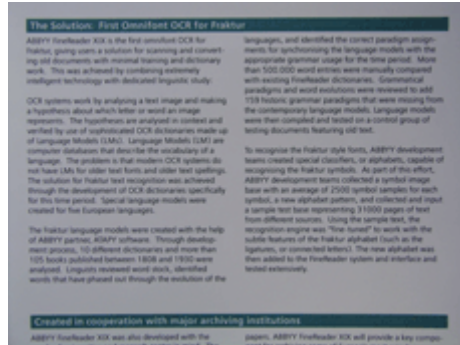 The Solution: First Omnifont OCR for Fraktur
ABBYY FineReader XIX is the first omnifont OCR for
Fraktur, giving users a solution for scanning and convert-
ing old documents with minimal training and dictionary
work. This was achieved by combining extremely
intelligent technology with dedicated linguistic study.
OCR systems work by analysing a text image and making
a hypothesis about which letter or word an image
represents. The hypotheses are analysed in context and
verified by use of sophisticated OCR dictionaries made up
of Language Models (LMs). Language Models (LM) are
computer databases that describe the vocabulary of a
language. The problem is that modern OCR systems do
not have LMs for older text fonts and older text spellings.
The solution for Fraktur text recognition was achieved
through the development of OCR dictionaries specifically
for this time period. Special language models were
created for five European languages.
The Fraktur language models were created with the help
of ABBYY partner, ATAPY software. Through develop-
ment process, 10 different dictionaries and more than
105 books published between 1808 and 1930 were
analysed. Linguists reviewed word stock, identified
words that have phased out through the evolution of the
languages, and identified the correct paradigm assign-
ments for synchronising the language models with the
appropriate grammar usage for the time period. More
than 500.000 word entries were manually compared
with existing FineReader dictionaries. Grammatical
paradigms and word evolutions were reviewed to add
159 historic grammar paradigms that were missing from
the contemporary language models. Language models
were then compiled and tested on a control group of
testing documents featuring old text.
To recognise the Fraktur style fonts, ABBYY development
teams created special classifiers, or alphabets, capable of
recognising the Fraktur symbols. As part of this effort,
ABBYY development teams collected a symbol image
base with an average of 2500 symbol samples for each
symbol, a new alphabet pattern, and collected and input
a sample text base representing 31000 pages of text
from different sources. Using the sample text, the
recognition engine was "fine-tuned" to work with the
subtle features of the Fraktur alphabet (such as the
ligatures, or connected letters). The new alphabet was
then added to the FineReader system and interface and
tested extensively.
Created in cooperation with major archiving institutions
ABBYY FineReader XIX was also developed with the
papers. ABBYY FineReader XIX will provide a key compo-